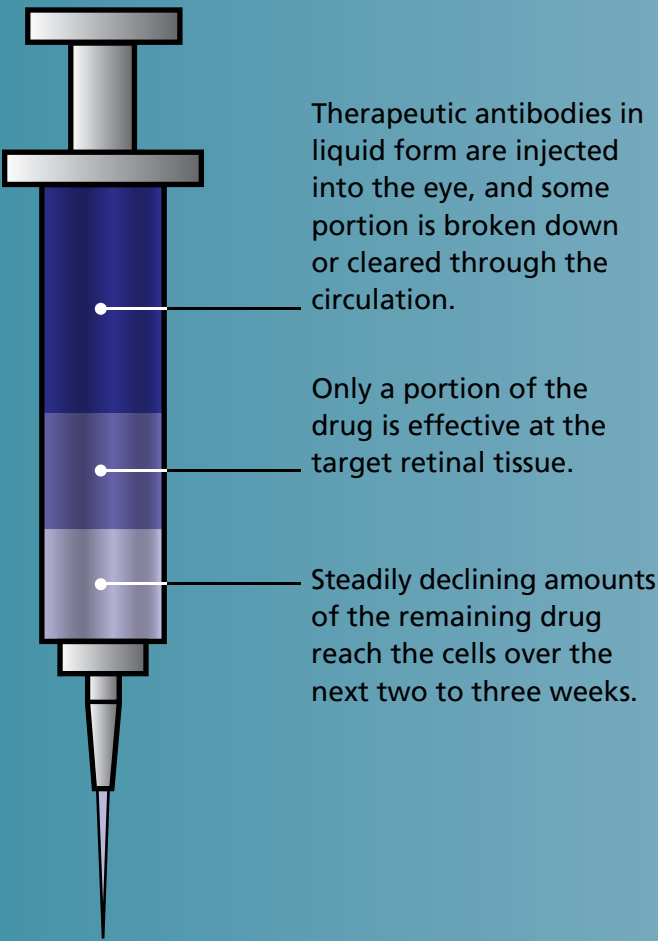 Therapeutic antibodies in
liquid form are injected
into the eye, and some
portion is broken down
or cleared through the
circulation.
Only a portion of the
drug is effective at the
target retinal tissue.
Steadily declining amounts
of the remaining drug
reach the cells over the
next two to three weeks.